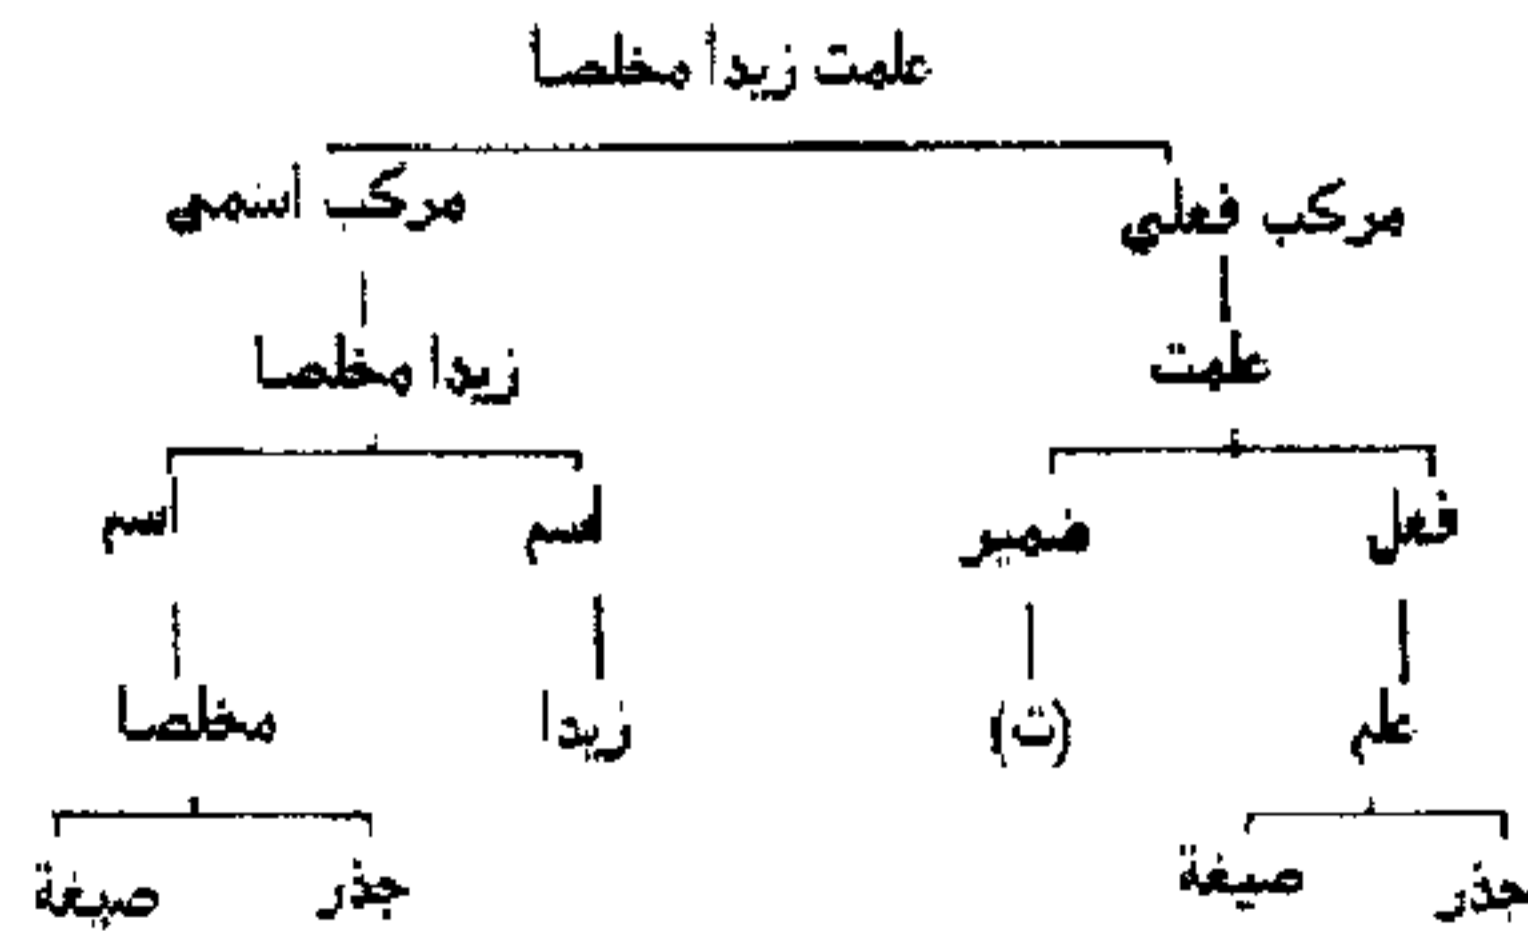 علمت زيدا مخلصا
مركب فعلي مركب اسمي
علمت زيدا مخلصا
فعل ضمير اسم اسم
علم (ت) زيدا مخلصا
جذر صيغة جذر صيغة